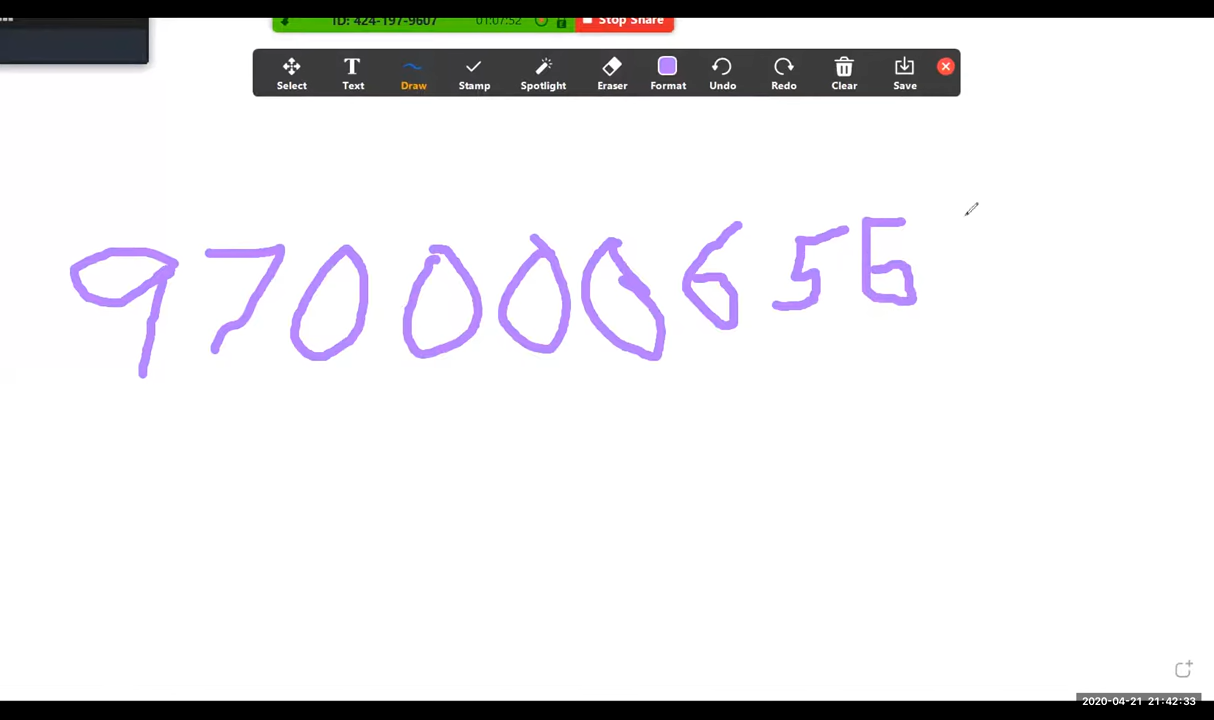 ID: 424-197-9607 01:07:52 Stop Share
Select Text Draw Stamp Spotlight Eraser Format Undo Redo Clear Save
970000656
2020-04-21 21:42:33